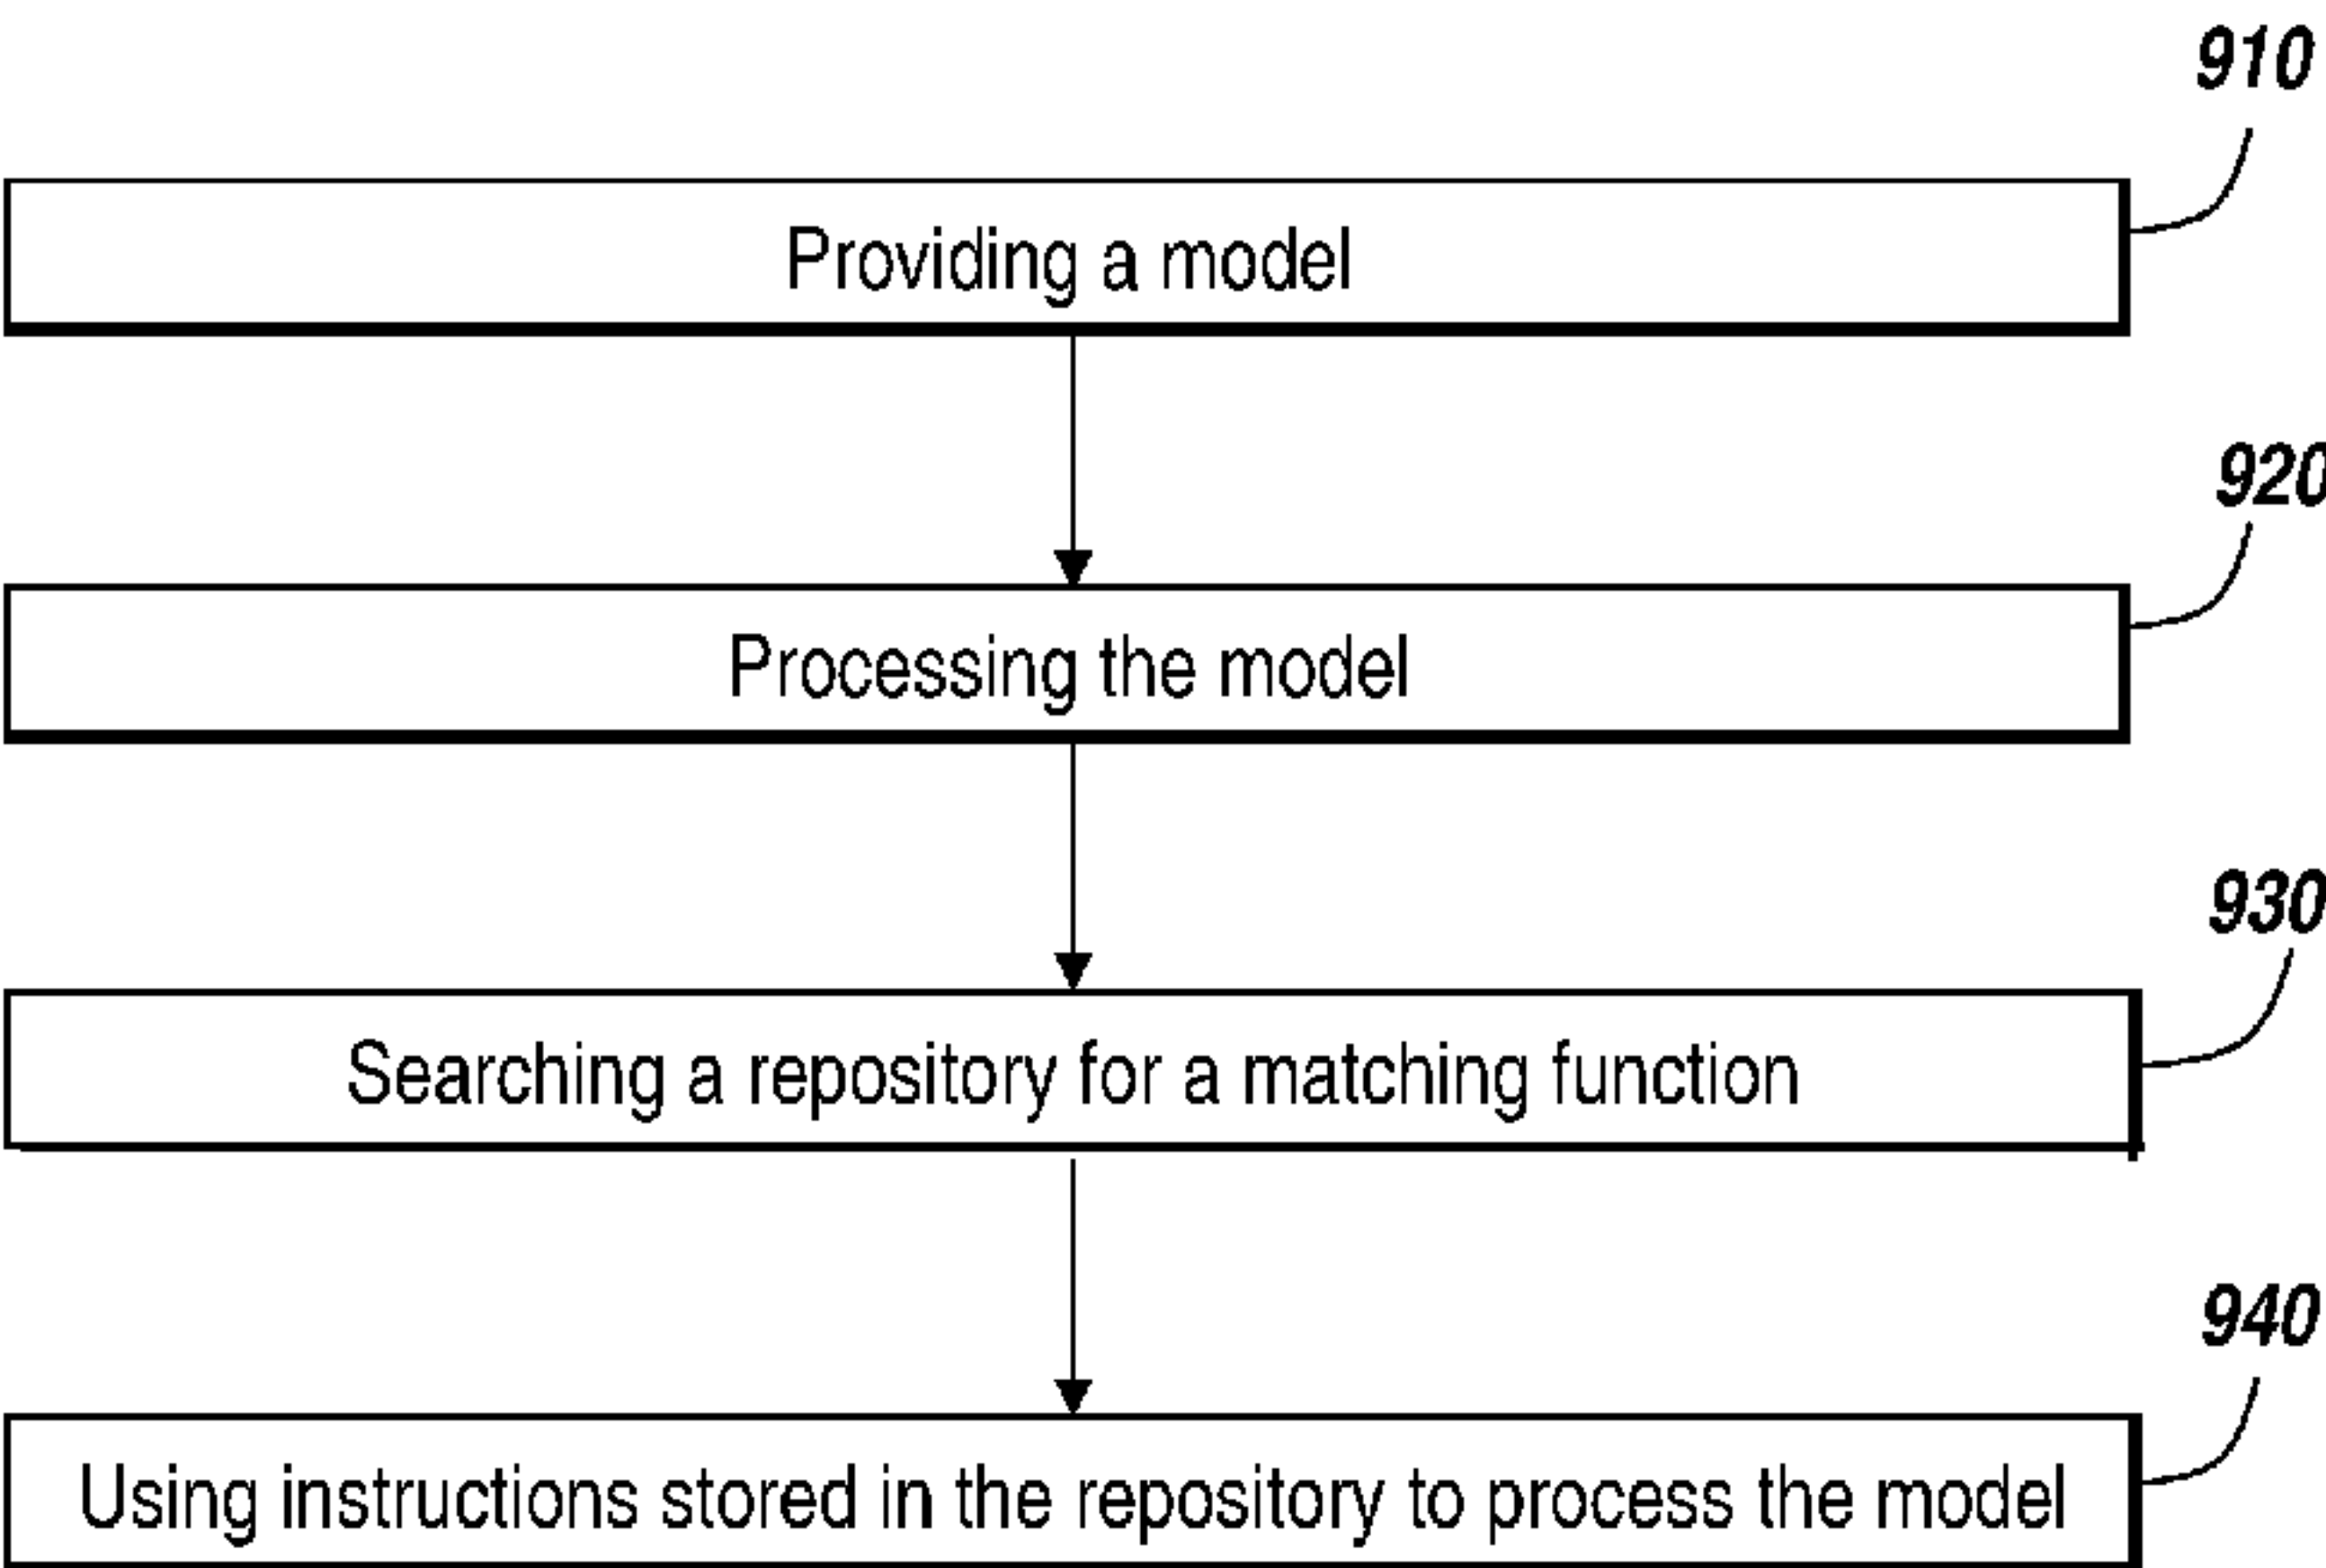 910
Providing a model
920
Processing the model
930
Searching a repository for a matching function
940
Using instructions stored in the repository to process the model